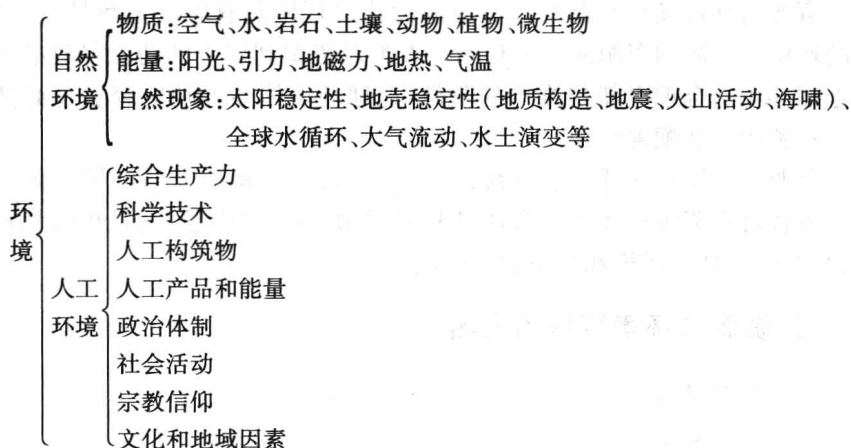 物质:空气、水、岩石、土壤、动物、植物、微生物
自然
能量:阳光、引力、地磁力、地热、气温
环境
自然现象:太阳稳定性、地壳稳定性(地质构造、地震、火山活动、海啸)、
全球水循环、大气流动、水土演变等
综合生产力
环
科学技术
境
人工构筑物
人工
人工产品和能量
环境
政治体制
社会活动
宗教信仰
文化和地域因素